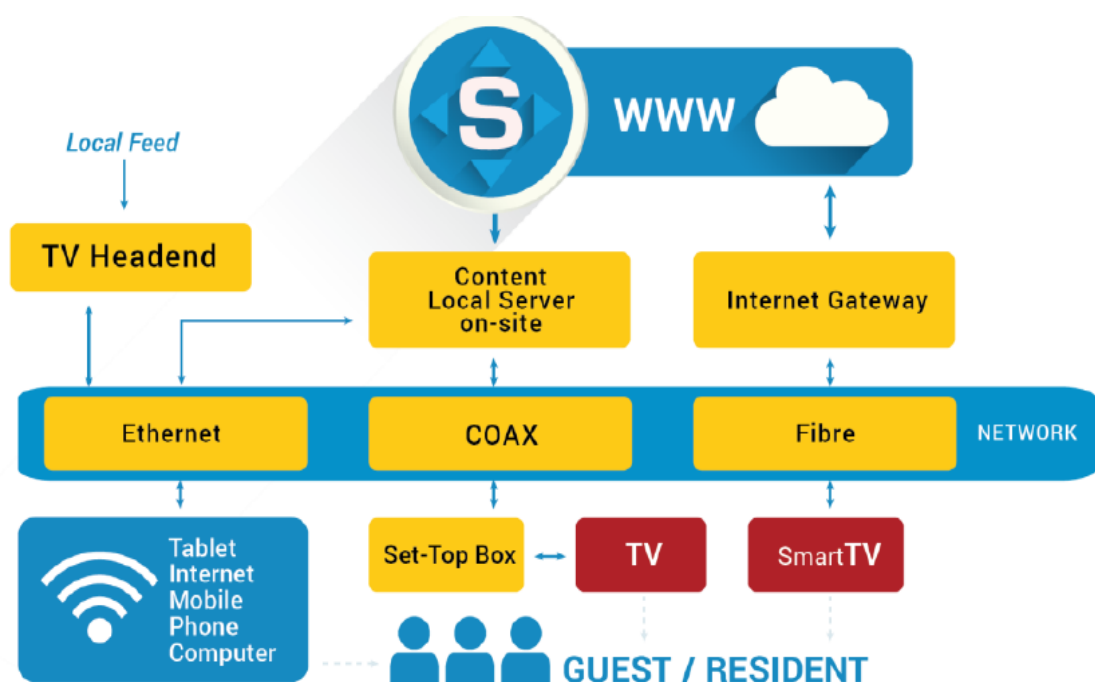 S
WWW
Local Feed
TV Headend
Content
Local Server
on-site
Internet Gateway
Ethernet
COAX
Fibre
NETWORK
Tablet
Internet
Mobile
Phone
Computer
Set-Top Box
TV
SmartTV
GUEST / RESIDENT